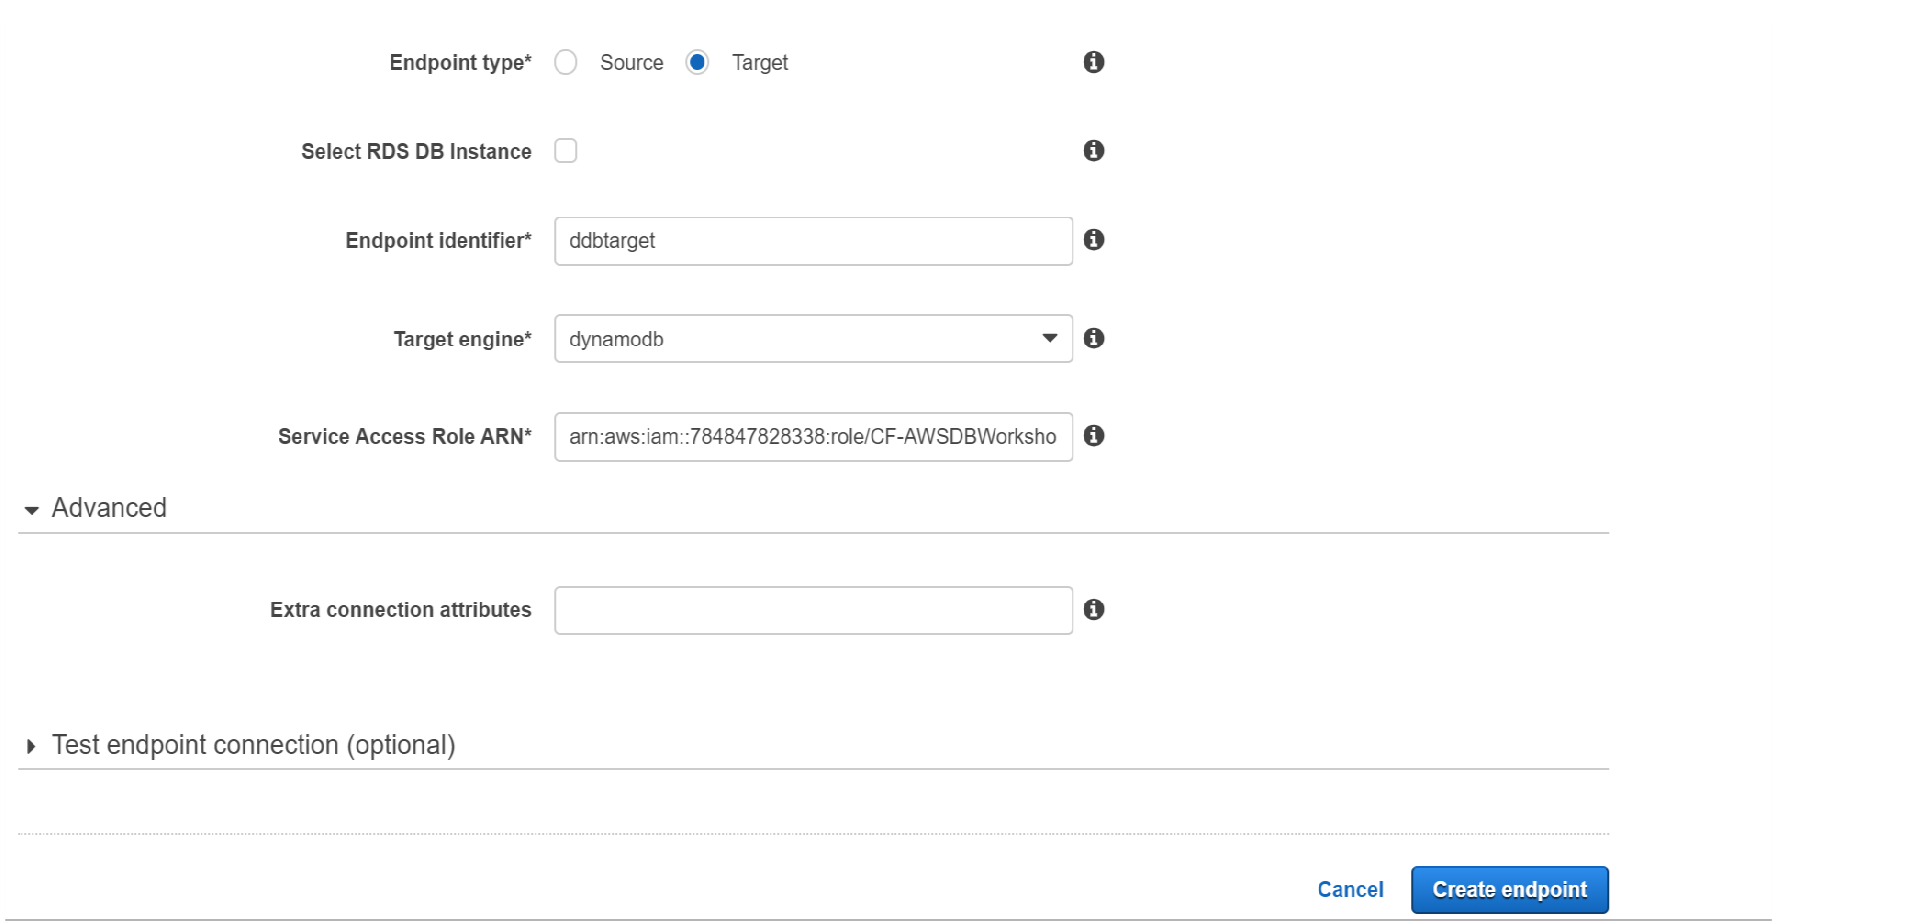 Endpoint type* Source Target
Select RDS DB Instance
Endpoint identifier* ddbtarget
Target engine* dynamodb
Service Access Role ARN* arn:aws:iam::784847828338:role/CF-AWSDBWorksho
Advanced
Extra connection attributes
Test endpoint connection (optional)
Cancel Create endpoint